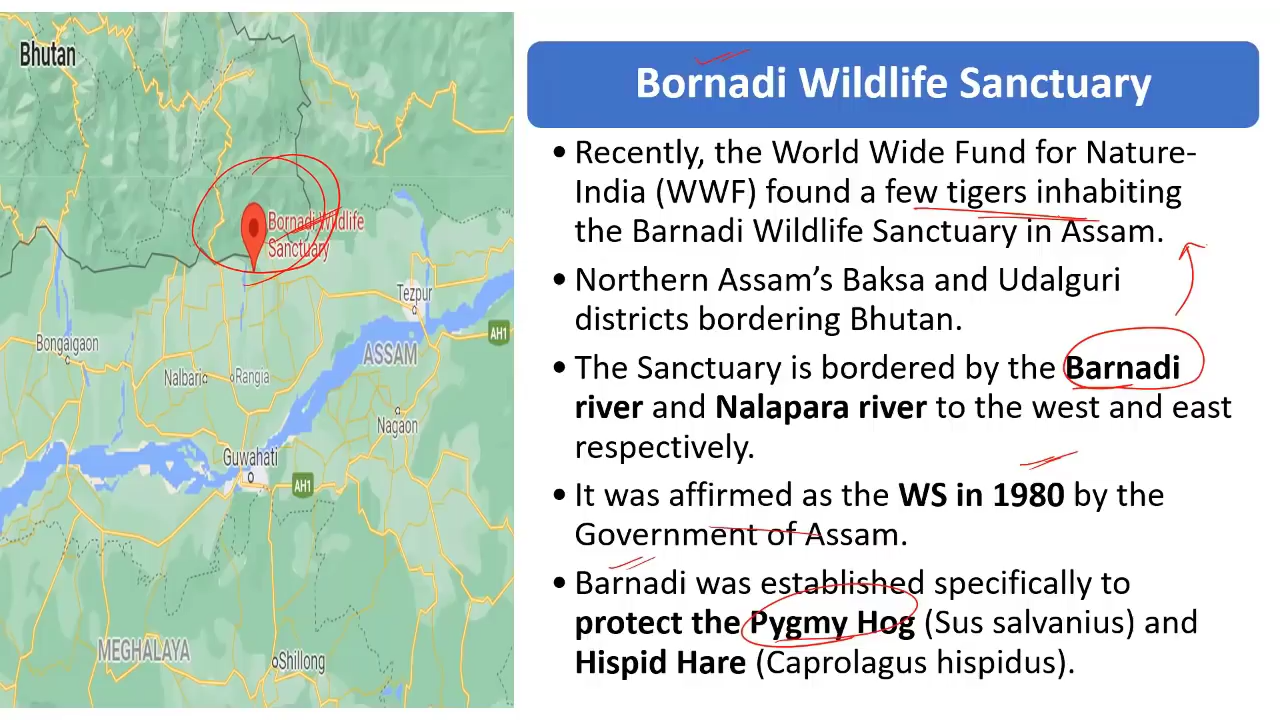 Bhutan
Bornadi Wildlife
Sanctuary
Tezpur
AH1
Bongaigaon
ASSAM
Nalbari
Rangia
Nagaon
Guwahati
AH1
MEGHALAYA
Shillong
Bornadi Wildlife Sanctuary
• Recently, the World Wide Fund for Nature-
India (WWF) found a few tigers inhabiting
the Barnadi Wildlife Sanctuary in Assam.
• Northern Assam’s Baksa and Udalguri
districts bordering Bhutan.
• The Sanctuary is bordered by the Barnadi
river and Nalapara river to the west and east
respectively.
• It was affirmed as the WS in 1980 by the
Government of Assam.
• Barnadi was established specifically to
protect the Pygmy Hog (Sus salvanius) and
Hispid Hare (Caprolagus hispidus).